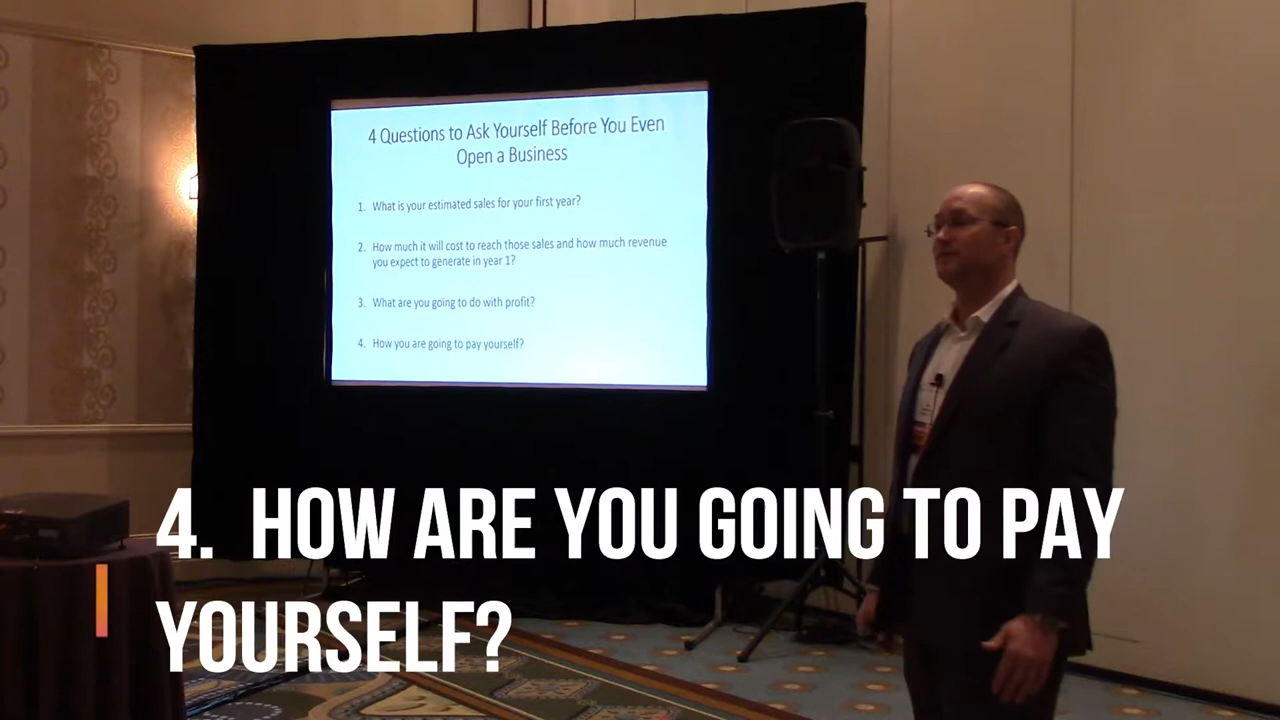 4 Questions to Ask Yourself Before You Even
Open a Business
1. What is your estimated sales for your first year?
2. How much it will cost to reach those sales and how much revenue
you expect to generate in year 1?
3. What are you going to do with profit?
4. How you are going to pay yourself?
4. HOW ARE YOU GOING TO PAY
YOURSELF?